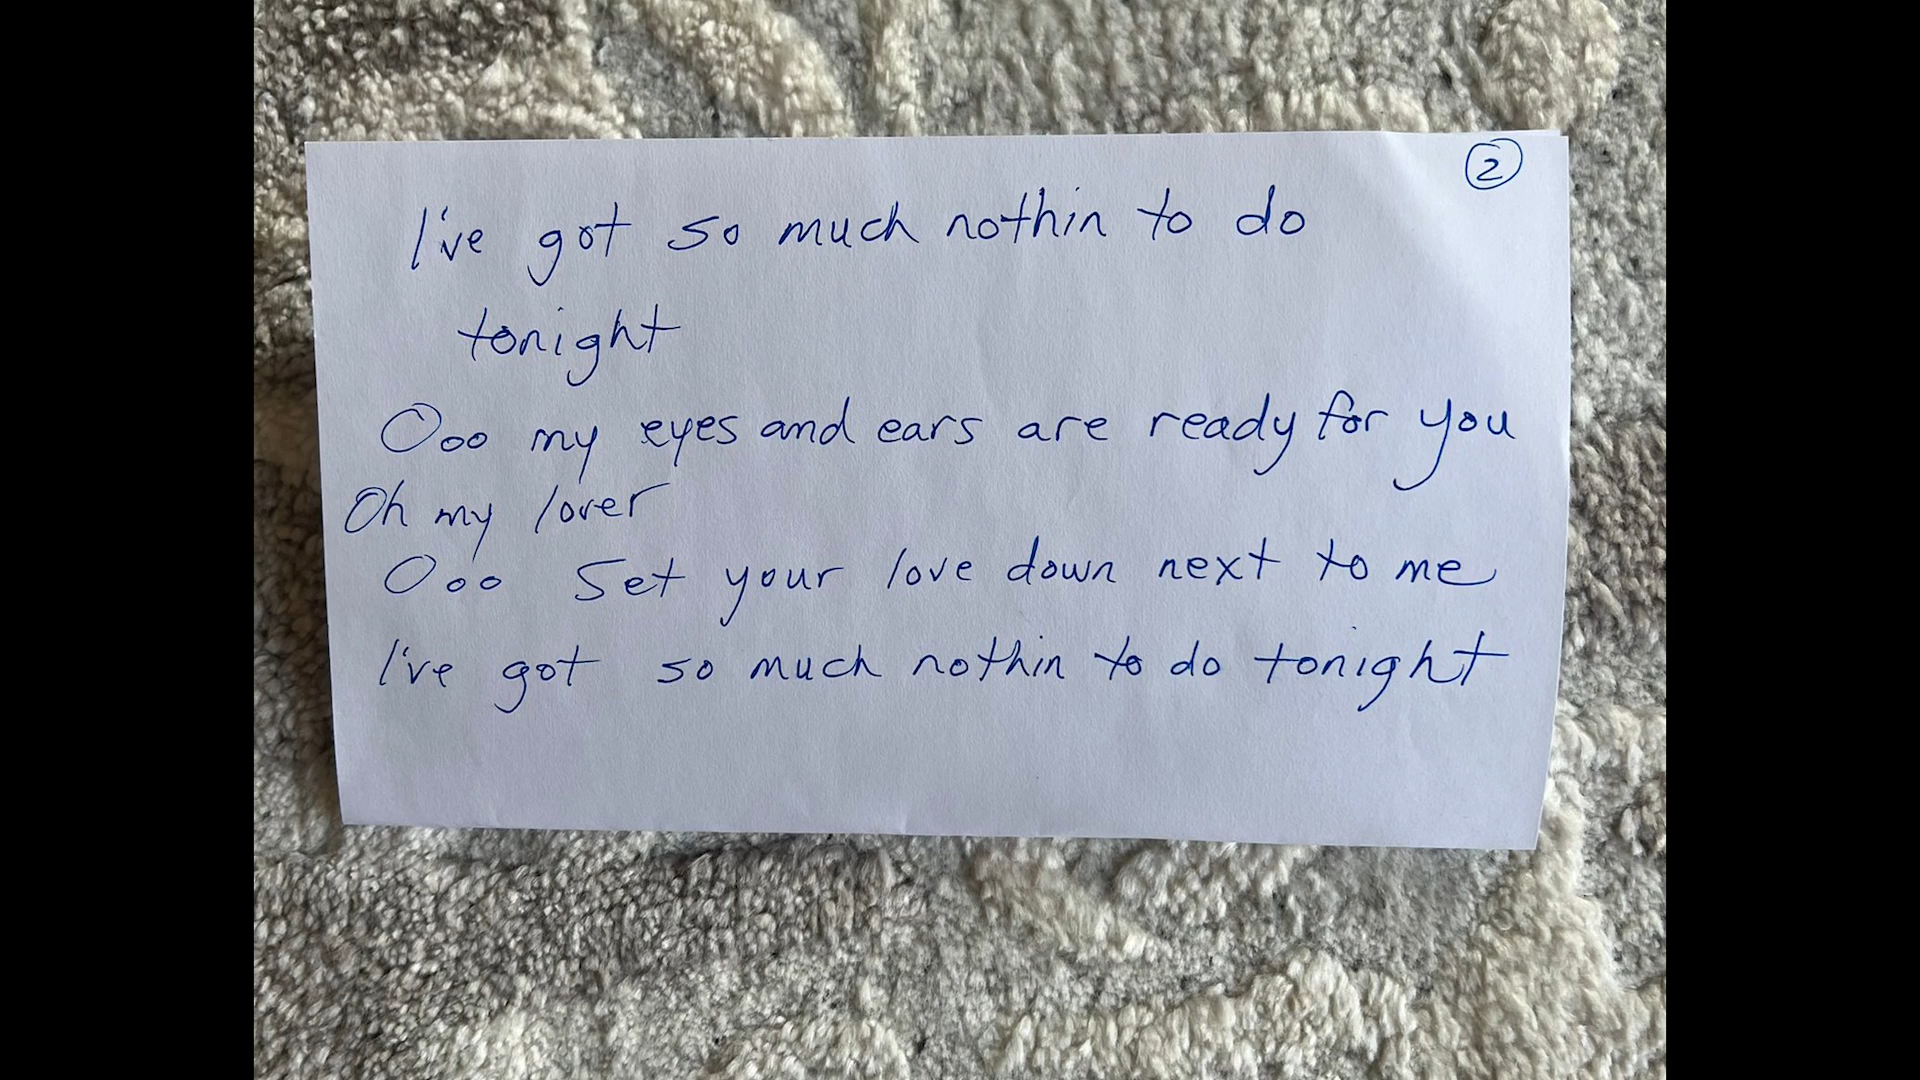 2
I've got so much nothin to do
tonight
Ooo my eyes and ears are ready for you
Oh my lover
Ooo Set your love down next to me
I've got so much nothin to do tonight